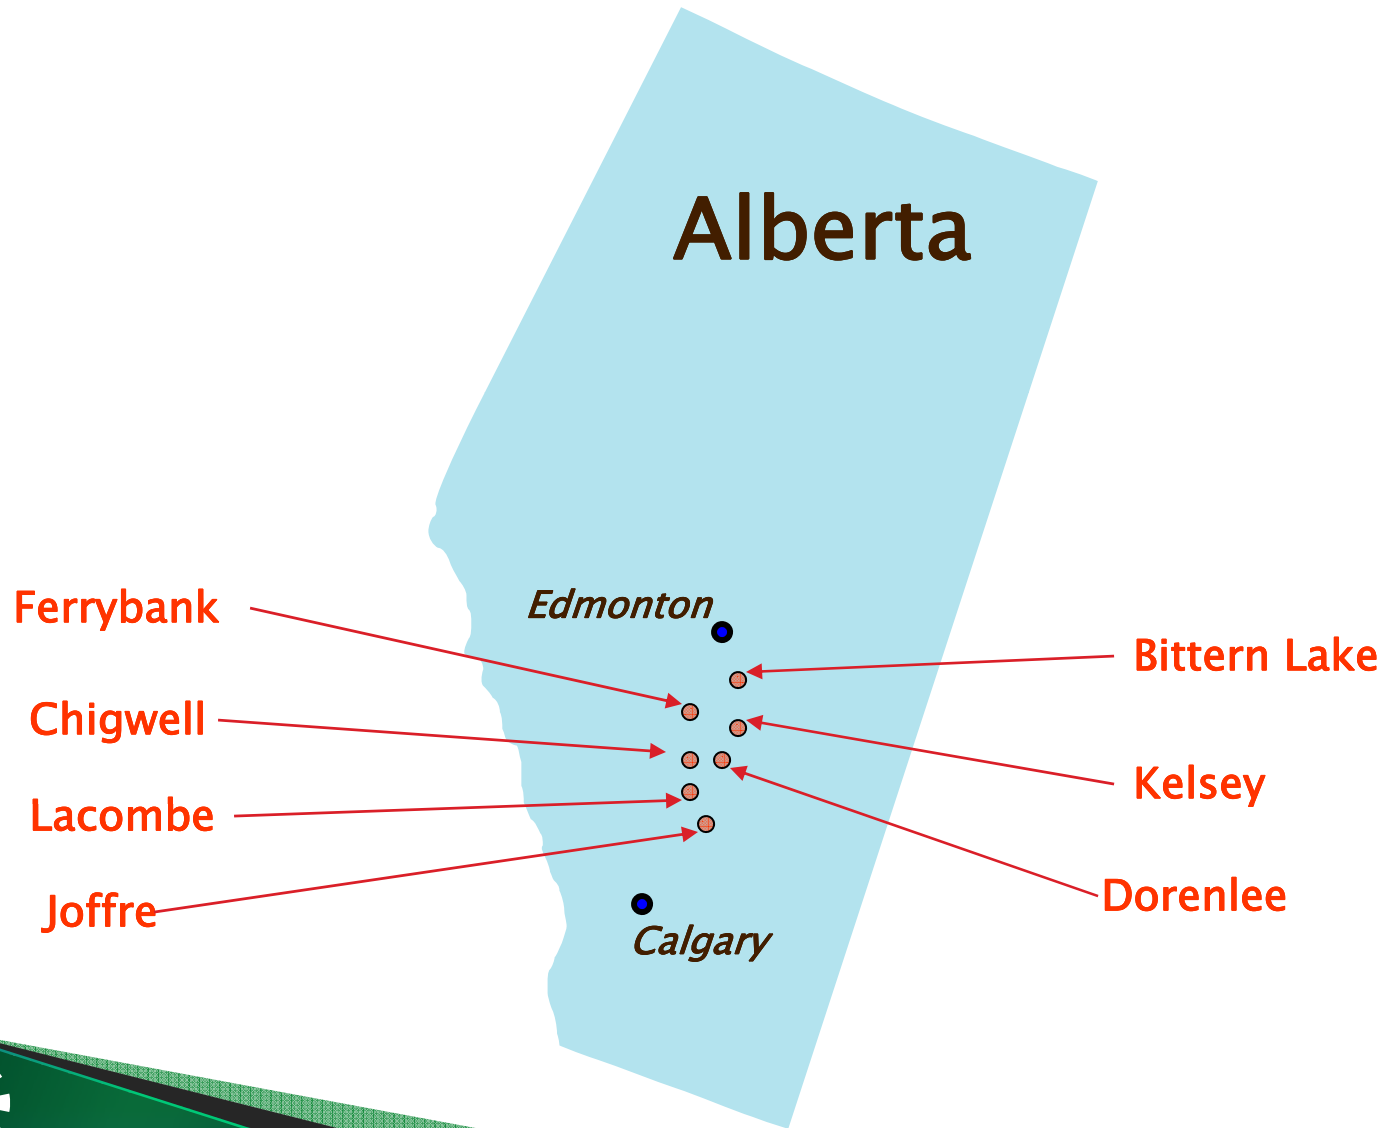 Alberta
Edmonton
Ferrybank
Bittern Lake
Chigwell
Kelsey
Lacombe
Dorenlee
Joffre
Calgary